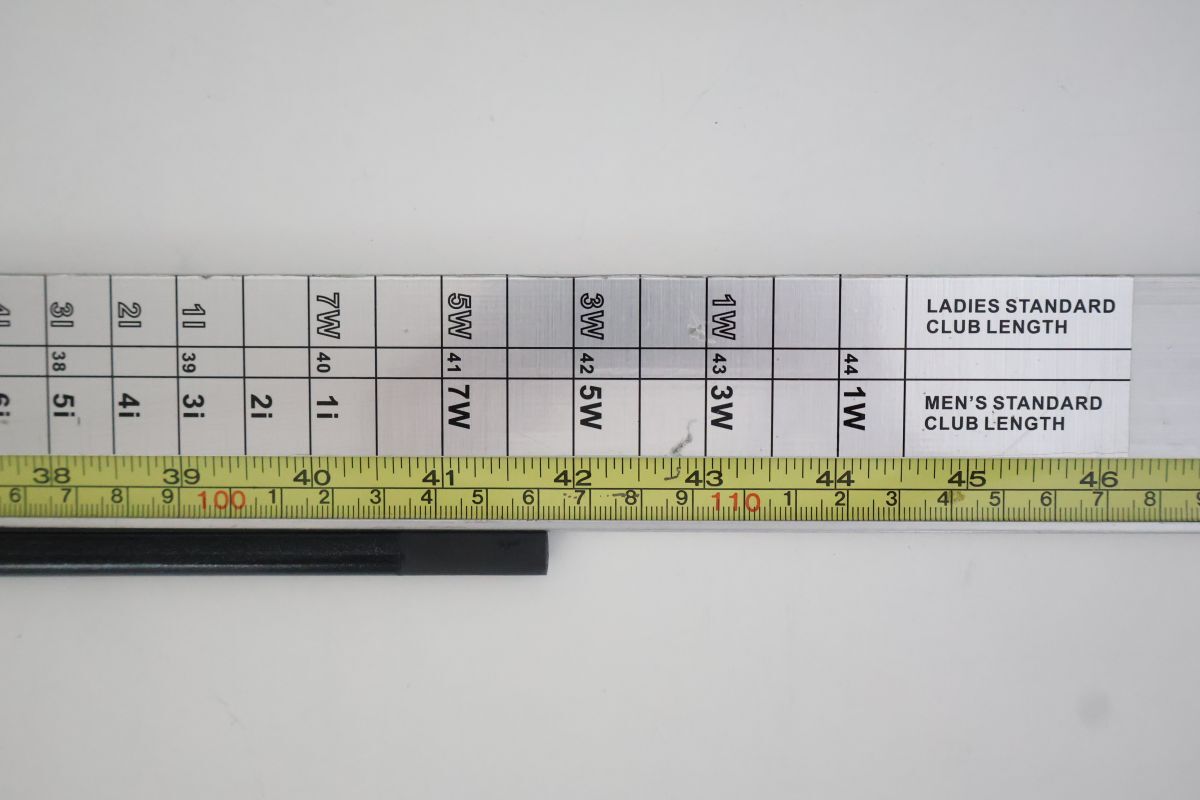 4I 3I 2I 1I 7W 5W 3W 1W
LADIES STANDARD
CLUB LENGTH
38 39 40 41 42 43 44
6i 5i 4i 3i 2i 1i 7W 5W 3W 1W
MEN'S STANDARD
CLUB LENGTH
38 39 40 41 42 43 44 45 46
6 7 8 9 100 1 2 3 4 5 6 7 8 9 110 1 2 3 4 5 6 7 8